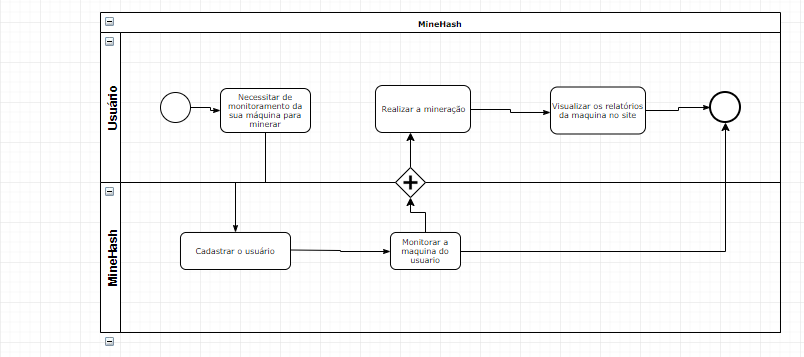 MineHash
Usuário
Necessitar de
monitoramento da
sua máquina para
minerar
Realizar a mineração
Visualizar os relatórios
da maquina no site
MineHash
Cadastrar o usuário
Monitorar a
maquina do
usuario